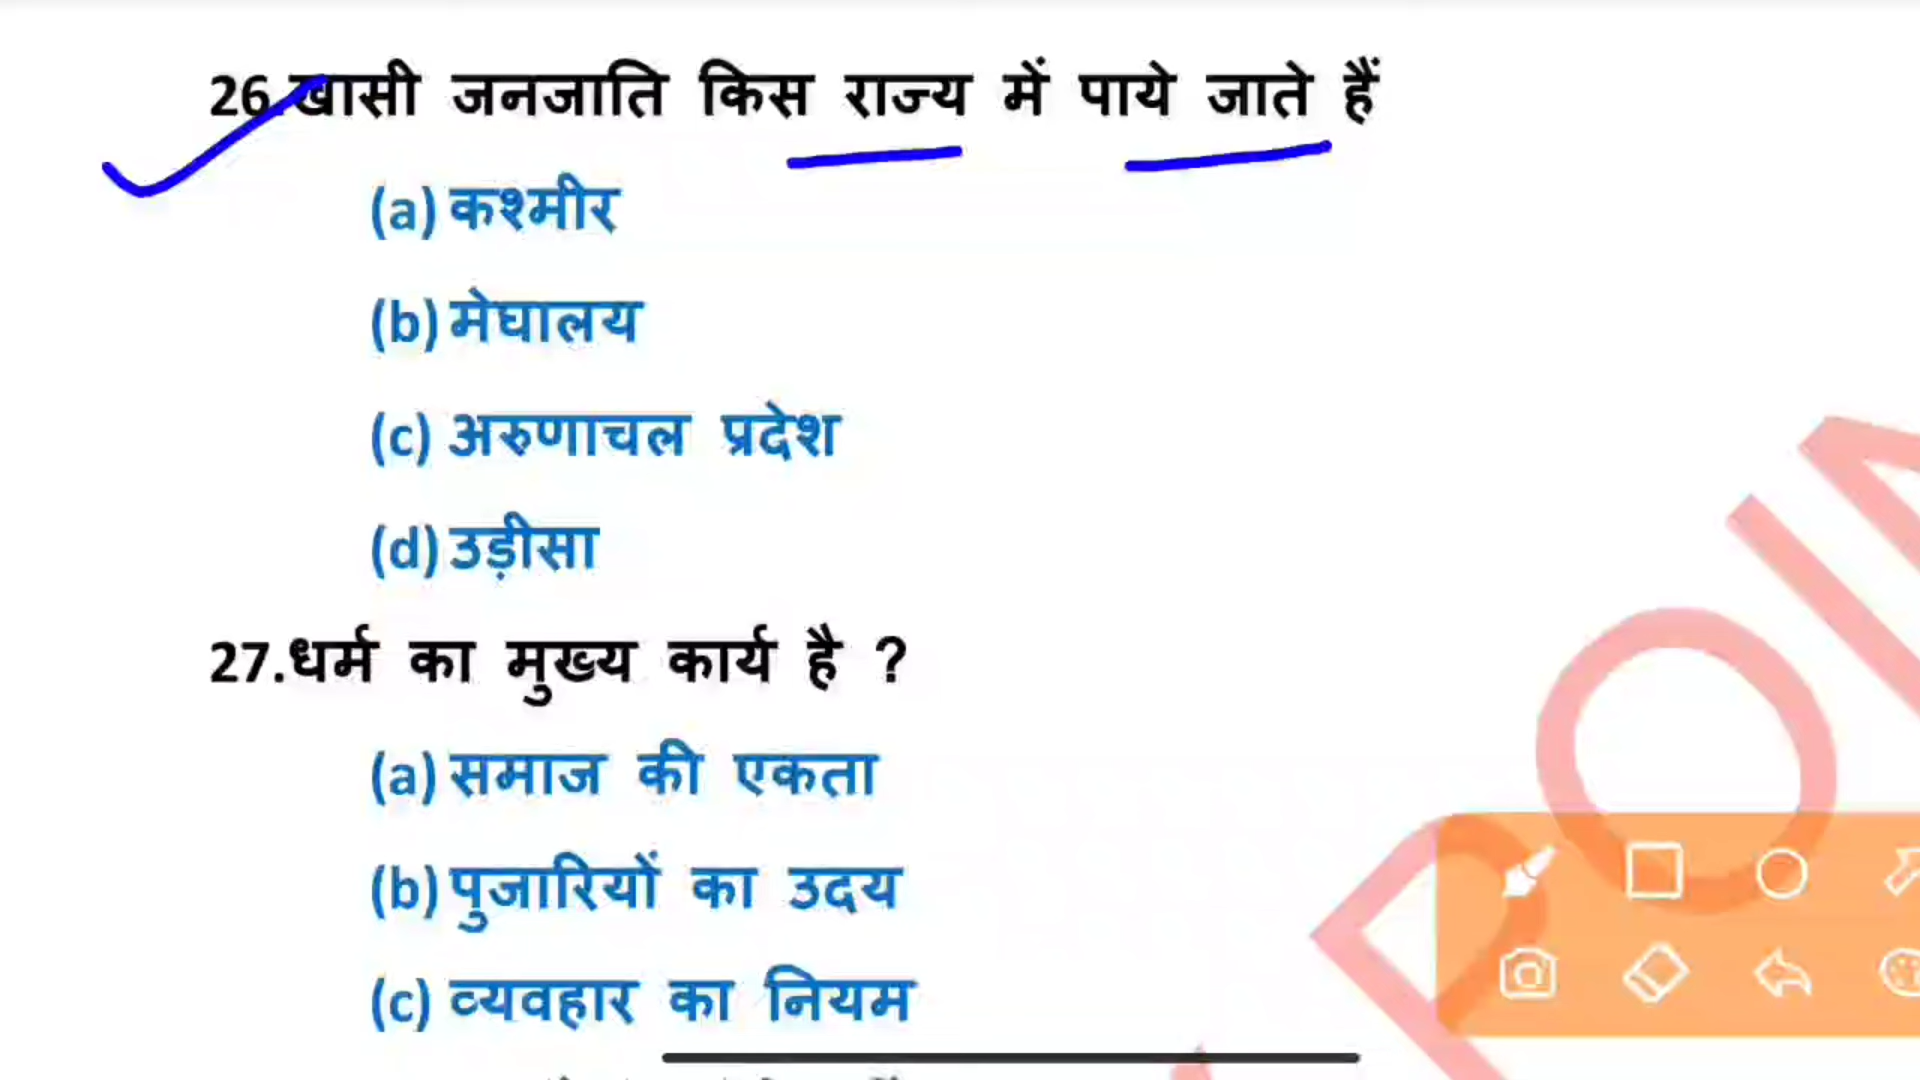 26.खासी जनजाति किस राज्य में पाये जाते हैं
(a) कश्मीर
(b) मेघालय
(c) अरुणाचल प्रदेश
(d) उड़ीसा
27.धर्म का मुख्य कार्य है ?
(a) समाज की एकता
(b) पुजारियों का उदय
(c) व्यवहार का नियम